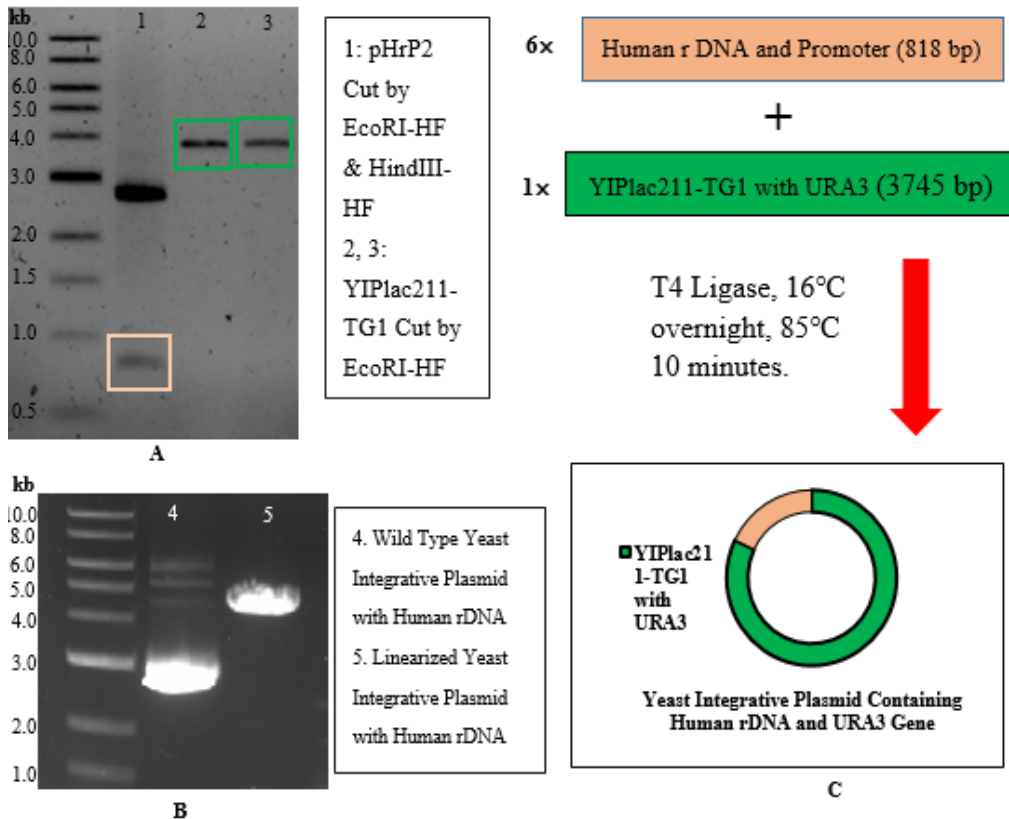 kb
1
2
3
10.0
8.0
6.0
5.0
4.0
3.0
2.0
1.5
1.0
0.5
A
1: pHrP2
Cut by
EcoRI-HF
& HindIII-
HF
2, 3:
YIPlac211-
TG1 Cut by
EcoRI-HF
6×
Human r DNA and Promoter (818 bp)
+
1×
YIPlac211-TG1 with URA3 (3745 bp)
T4 Ligase, 16℃
overnight, 85℃
10 minutes.
kb
4
5
10.0
8.0
6.0
5.0
4.0
3.0
2.0
1.0
B
4. Wild Type Yeast
Integrative Plasmid
with Human rDNA
5. Linearized Yeast
Integrative Plasmid
with Human rDNA
YIPlac21
1-TG1
with
URA3
Yeast Integrative Plasmid Containing
Human rDNA and URA3 Gene
C